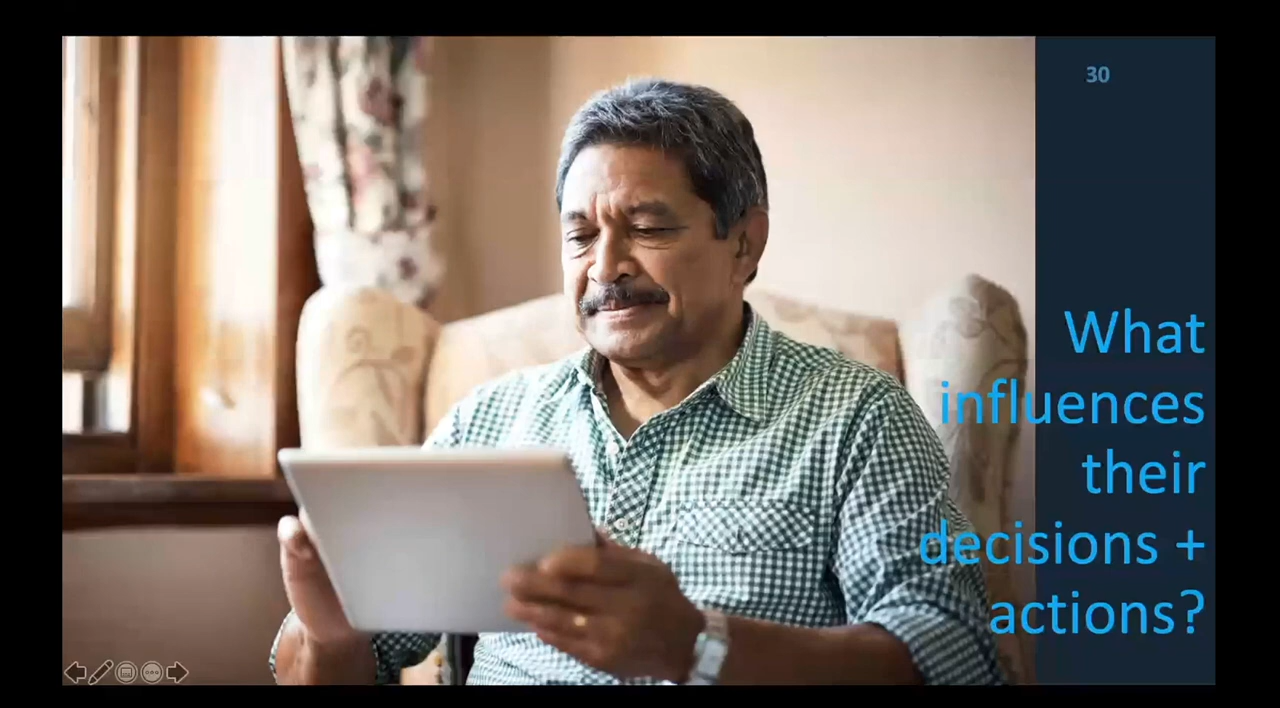 30
What
influences
their
decisions +
actions?